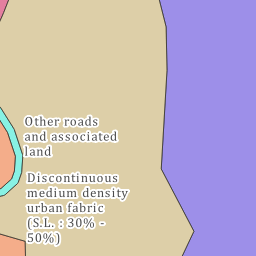 Other roads
and associated
land
Discontinuous
medium density
urban fabric
(S.L. : 30% -
50%)